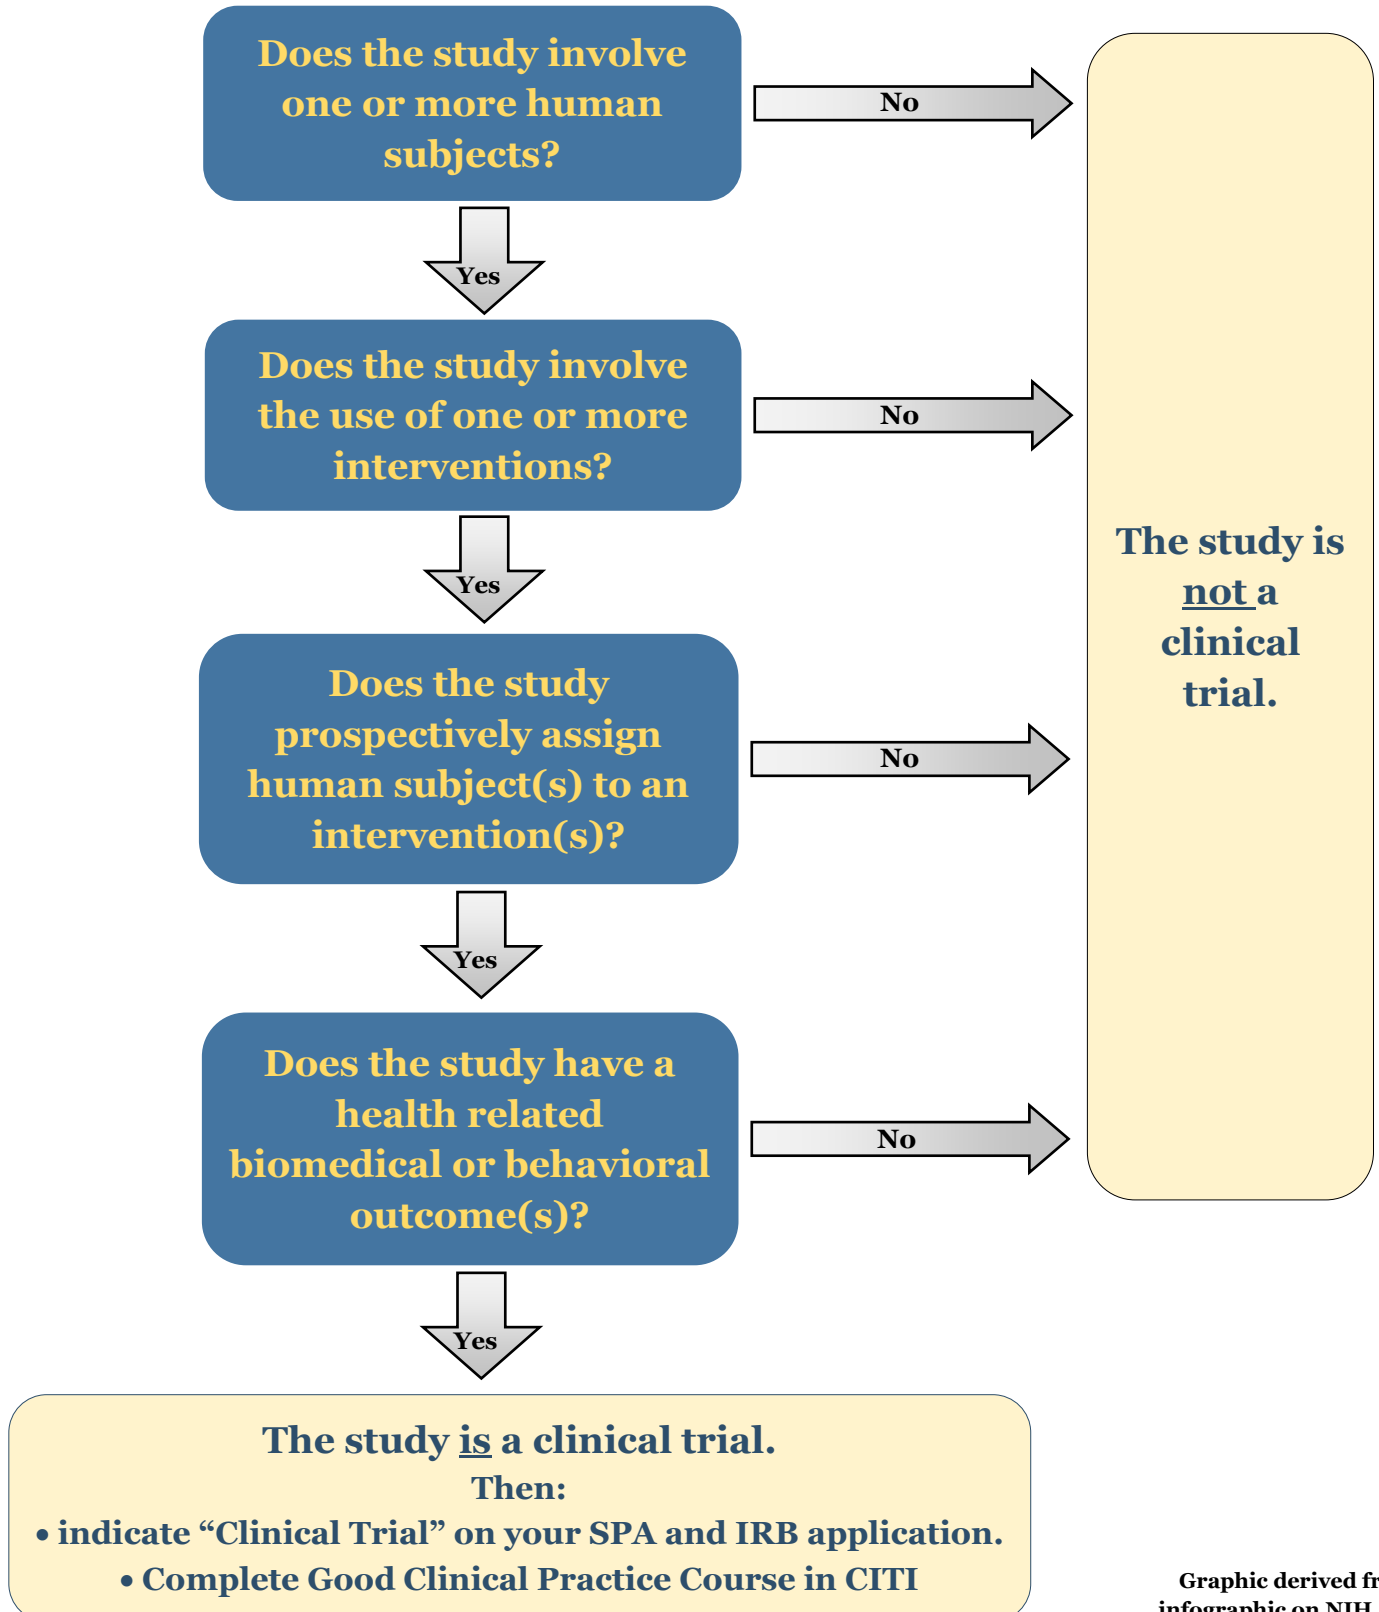 Does the study involve
one or more human
subjects?
No
Yes
Does the study involve
the use of one or more
interventions?
No
Yes
Does the study
prospectively assign
human subject(s) to an
intervention(s)?
No
Yes
Does the study have a
health related
biomedical or behavioral
outcome(s)?
No
Yes
The study is
not a
clinical
trial.
The study is a clinical trial.
Then:
• indicate “Clinical Trial” on your SPA and IRB application.
• Complete Good Clinical Practice Course in CITI
Graphic derived
infographic on NIH